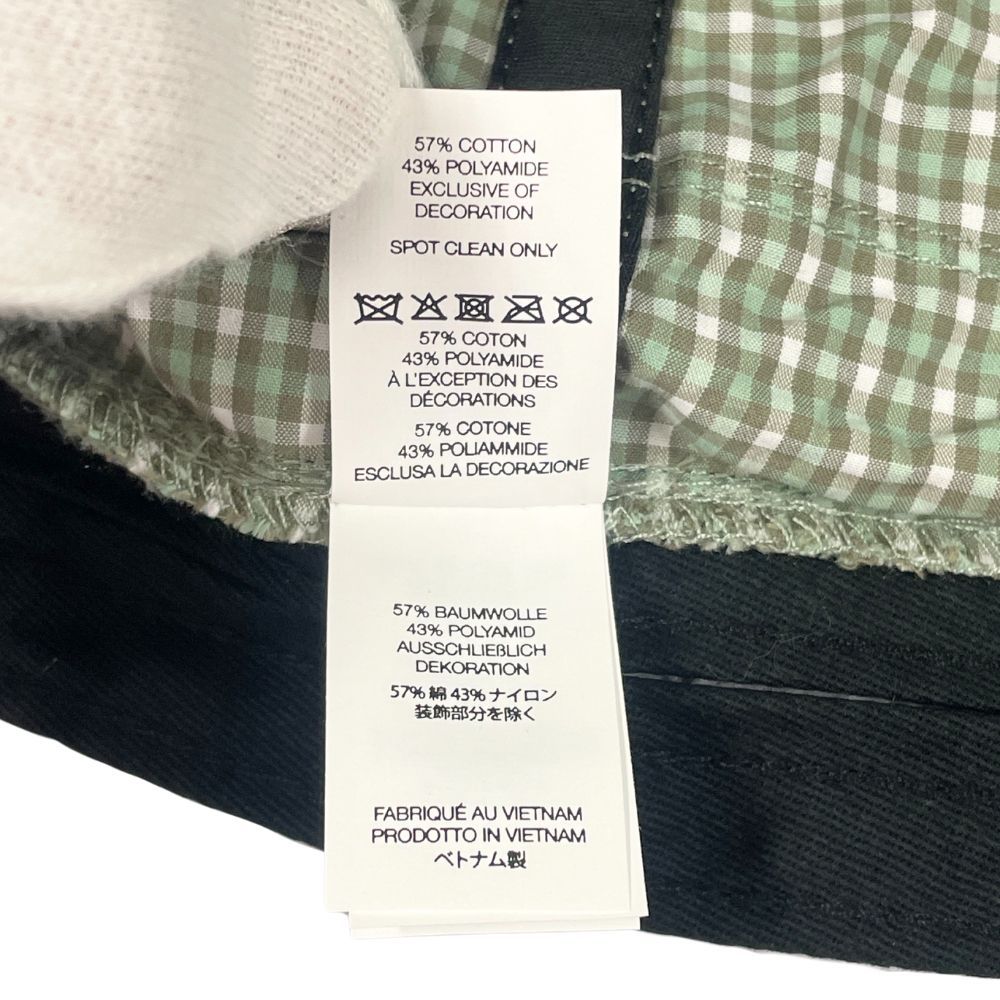 57% COTTON
43% POLYAMIDE
EXCLUSIVE OF
DECORATION
SPOT CLEAN ONLY
57% COTON
43% POLYAMIDE
À L'EXCEPTION DES
DÉCORATIONS
57% COTONE
43% POLIAMMIDE
ESCLUSA LA DECORAZIONE
57% BAUMWOLLE
43% POLYAMID
AUSSCHLIEßLICH
DEKORATION
57% 綿 43% ナイロン
装飾部分を除く
FABRIQUÉ AU VIETNAM
PRODOTTO IN VIETNAM
ベトナム製